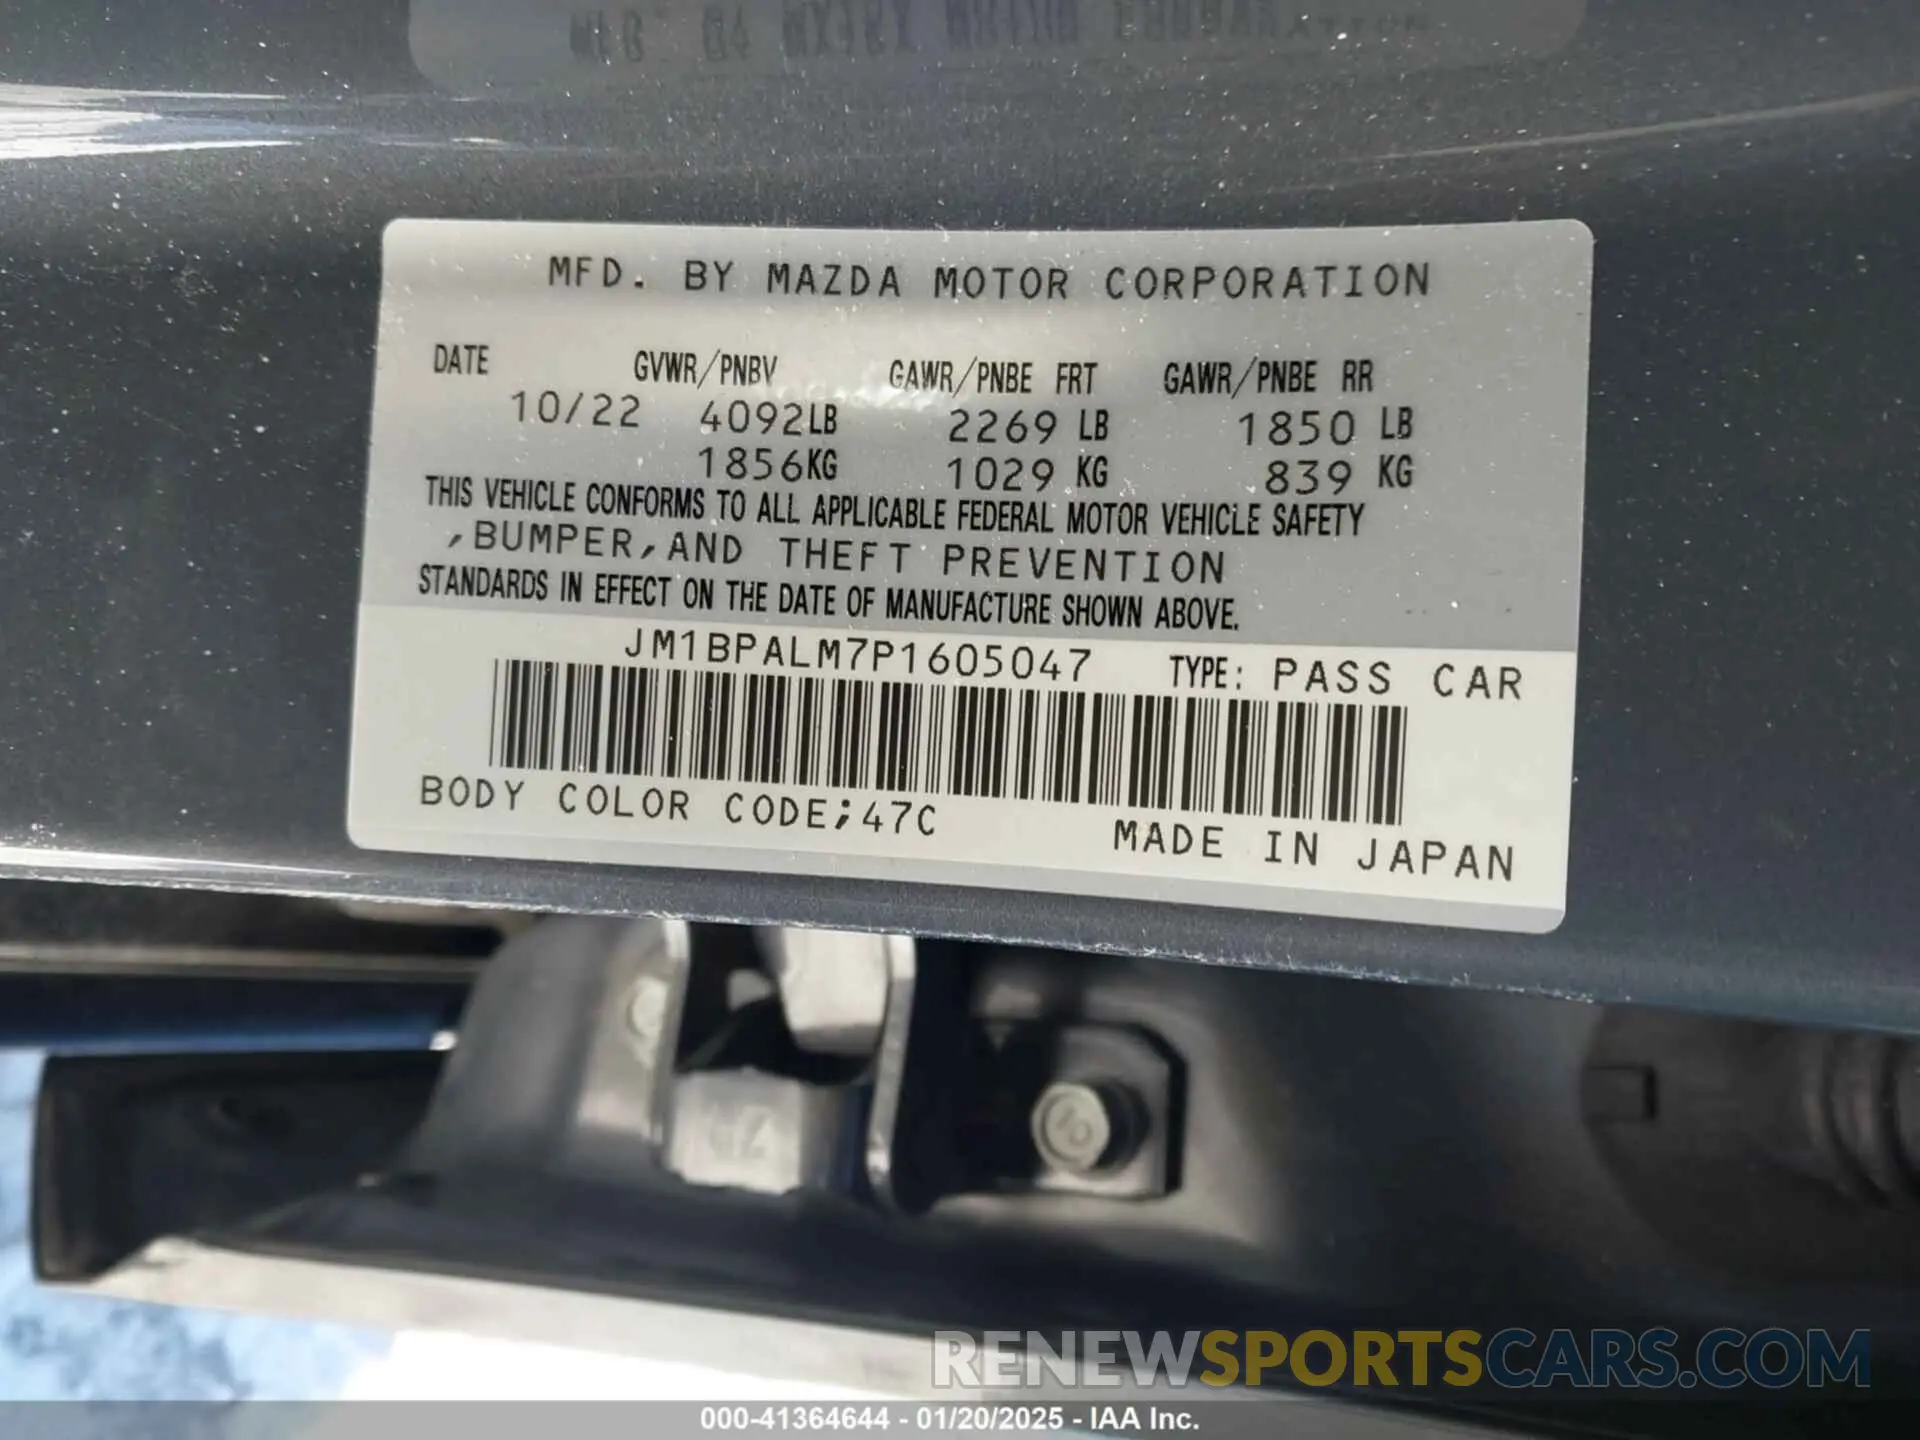 MFD. BY MAZDA MOTOR CORPORATION
DATE GVWR/PNBV GAWR/PNBE FRT GAWR/PNBE RR
10/22 4092LB 2269 LB 1850 LB
1856KG 1029 KG 839 KG
THIS VEHICLE CONFORMS TO ALL APPLICABLE FEDERAL MOTOR VEHICLE SAFETY
,BUMPER,AND THEFT PREVENTION
STANDARDS IN EFFECT ON THE DATE OF MANUFACTURE SHOWN ABOVE.
JM1BPALM7P1605047 TYPE: PASS CAR
BODY COLOR CODE;47C
MADE IN JAPAN
RENEWSPORTSCARS.COM
000-41364644 - 01/20/2025 - IAA Inc.